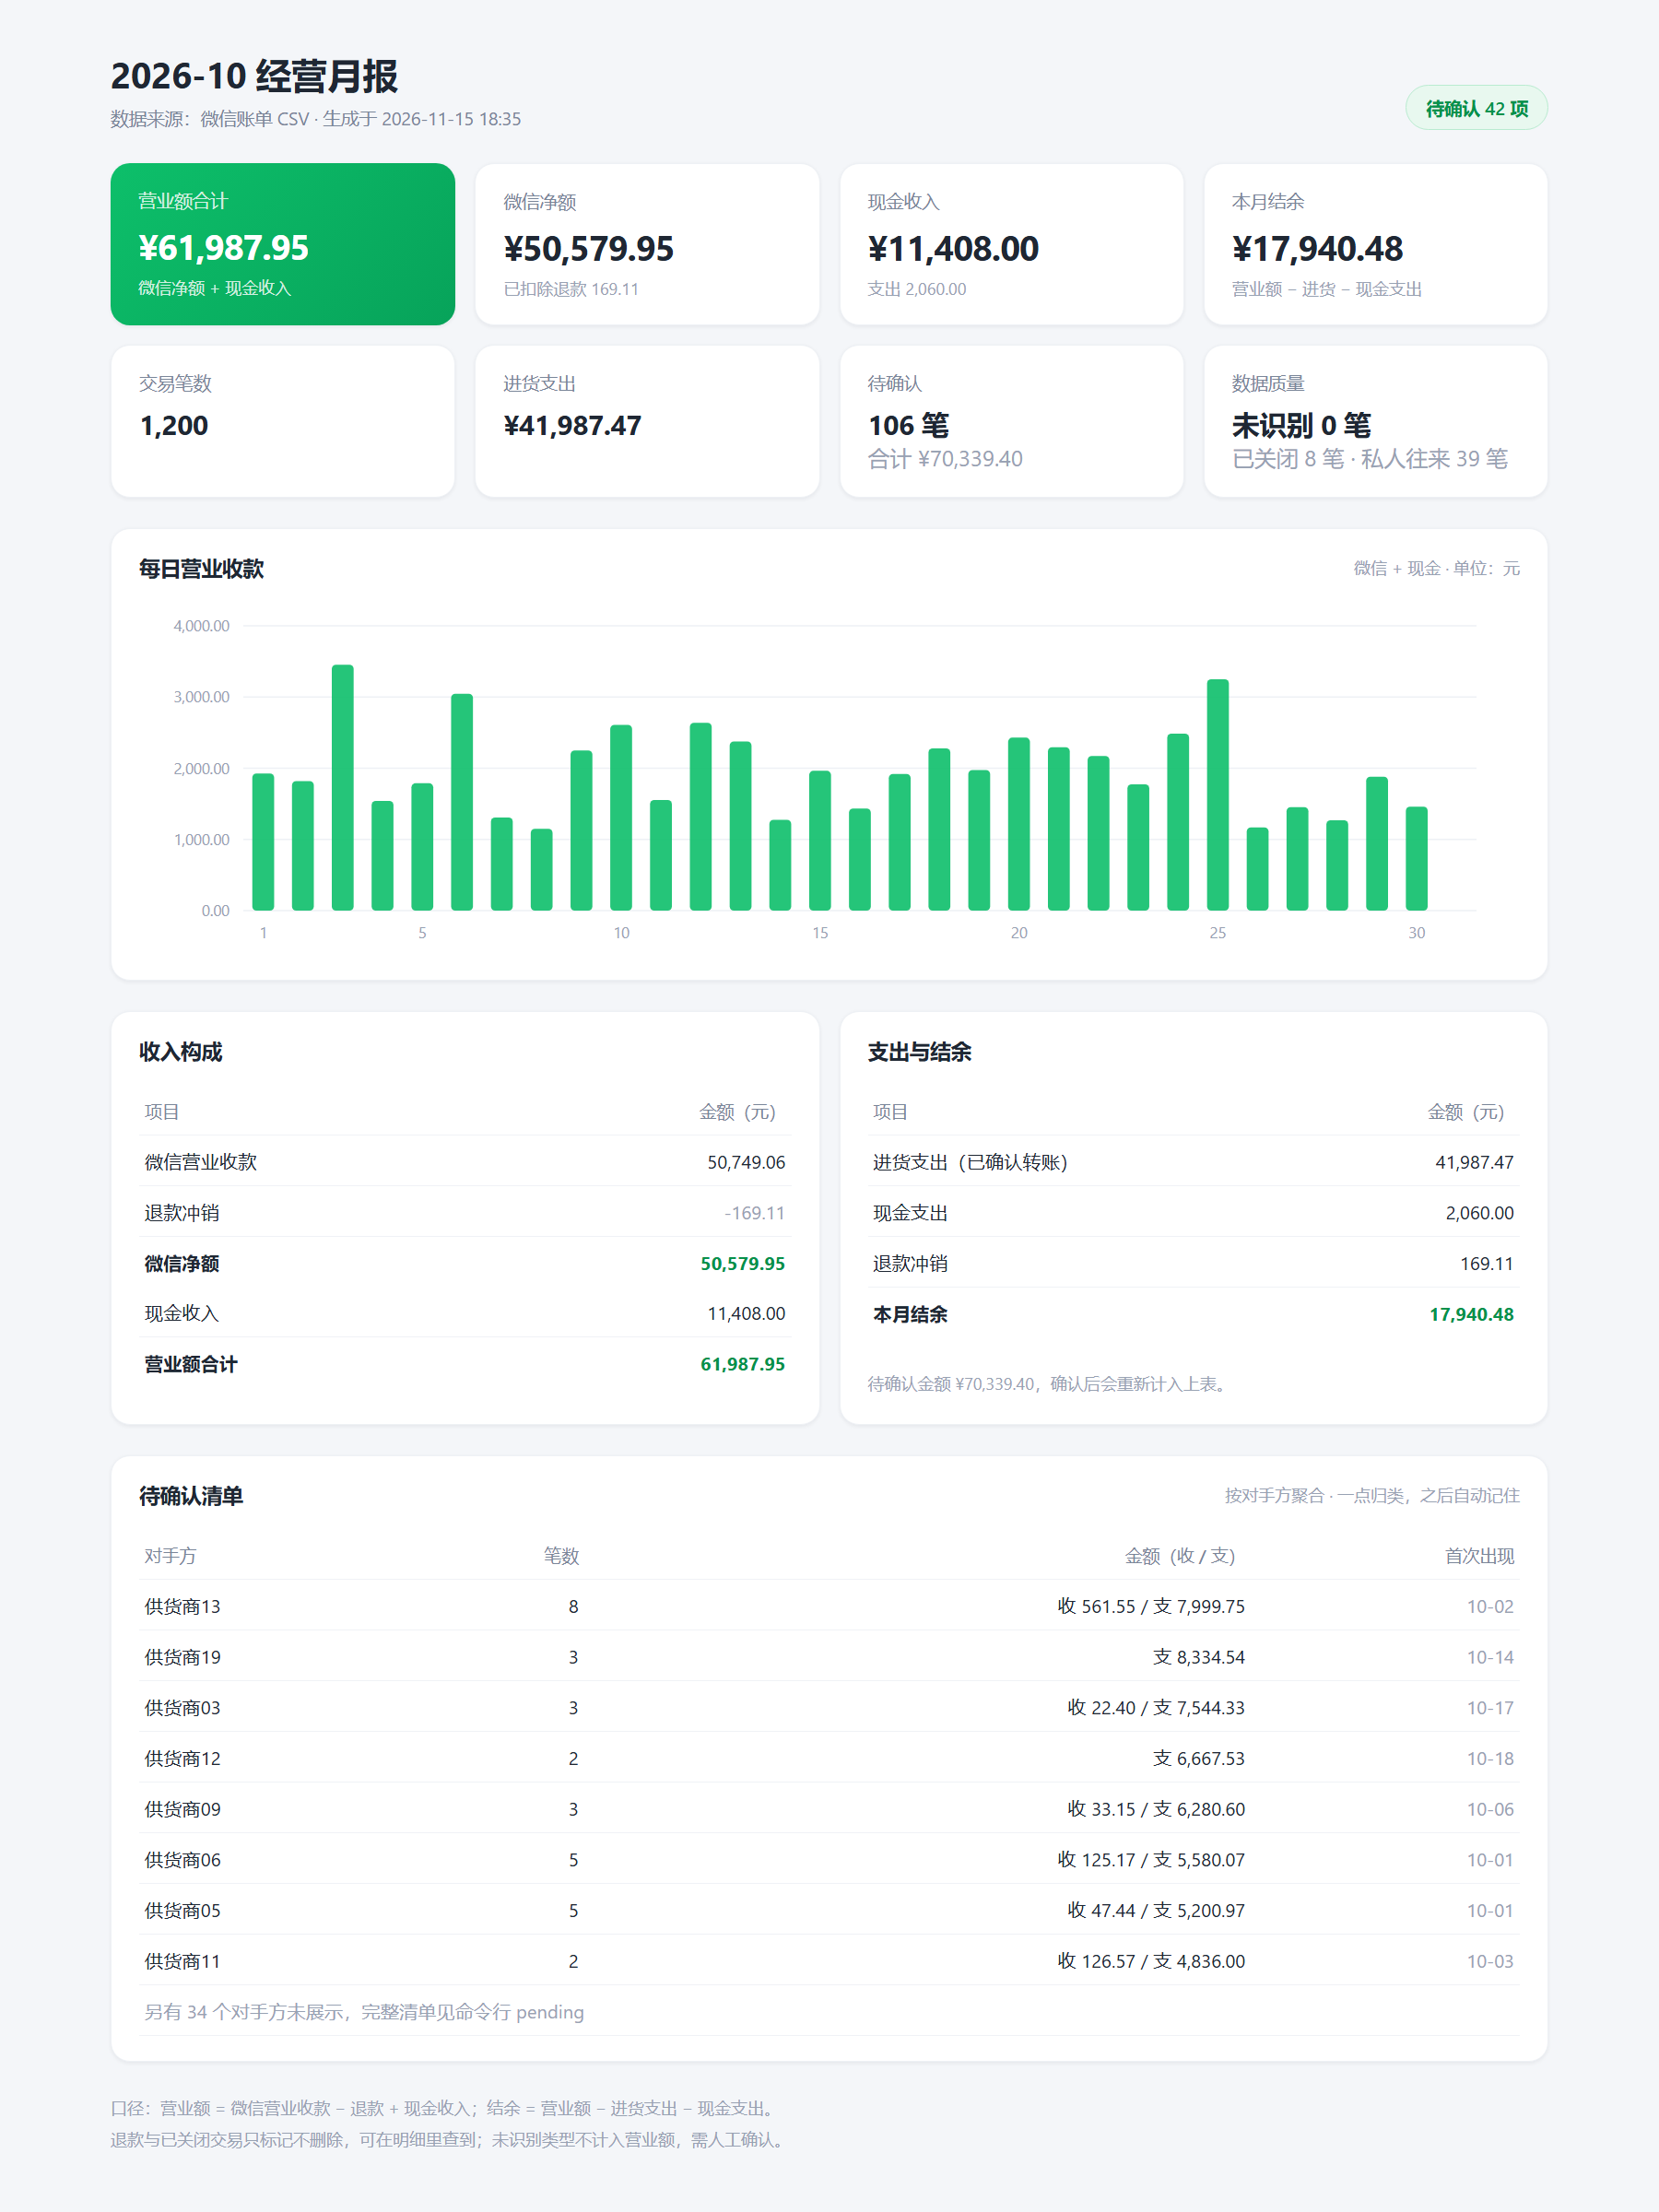 2026-10 经营月报
数据来源：微信账单 CSV · 生成于 2026-11-15 18:35
待确认 42 项
营业额合计
¥61,987.95
微信净额 + 现金收入
微信净额
¥50,579.95
已扣除退款 169.11
现金收入
¥11,408.00
支出 2,060.00
本月结余
¥17,940.48
营业额 − 进货 − 现金支出
交易笔数
1,200
进货支出
¥41,987.47
待确认
106 笔
合计 ¥70,339.40
数据质量
未识别 0 笔
已关闭 8 笔 · 私人往来 39 笔
每日营业收款
微信 + 现金 · 单位：元
4,000.00
3,000.00
2,000.00
1,000.00
0.00
1 5 10 15 20 25 30
收入构成
项目 金额（元）
微信营业收款 50,749.06
退款冲销 -169.11
微信净额 50,579.95
现金收入 11,408.00
营业额合计 61,987.95
支出与结余
项目 金额（元）
进货支出（已确认转账） 41,987.47
现金支出 2,060.00
退款冲销 169.11
本月结余 17,940.48
待确认金额 ¥70,339.40，确认后会重新计入上表。
待确认清单
按对手方聚合 · 一点归类，之后自动记住
对手方 笔数 金额（收 / 支） 首次出现
供货商13 8 收 561.55 / 支 7,999.75 10-02
供货商19 3 支 8,334.54 10-14
供货商03 3 收 22.40 / 支 7,544.33 10-17
供货商12 2 支 6,667.53 10-18
供货商09 3 收 33.15 / 支 6,280.60 10-06
供货商06 5 收 125.17 / 支 5,580.07 10-01
供货商05 5 收 47.44 / 支 5,200.97 10-01
供货商11 2 收 126.57 / 支 4,836.00 10-03
另有 34 个对手方未展示，完整清单见命令行 pending
口径：营业额 = 微信营业收款 − 退款 + 现金收入；结余 = 营业额 − 进货支出 − 现金支出。
退款与已关闭交易只标记不删除，可在明细里查到；未识别类型不计入营业额，需人工确认。